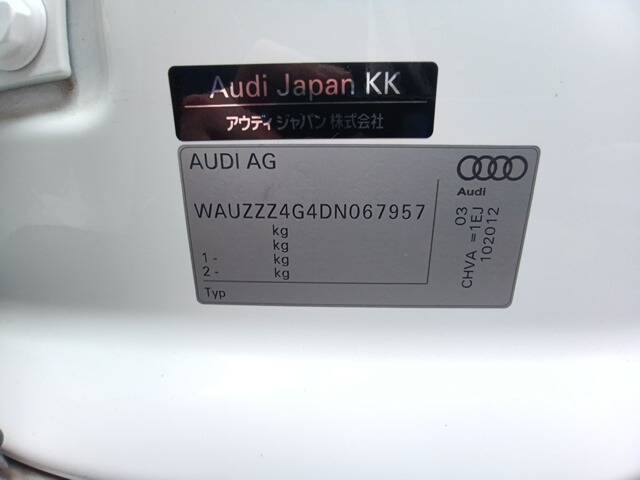 Audi Japan KK
アウディ ジャパン 株式会社
AUDI AG
Audi
WAUZZZ4G4DN067957
kg
kg
1 - kg
2 - kg
Typ
03
CHVA =1EJ
102012